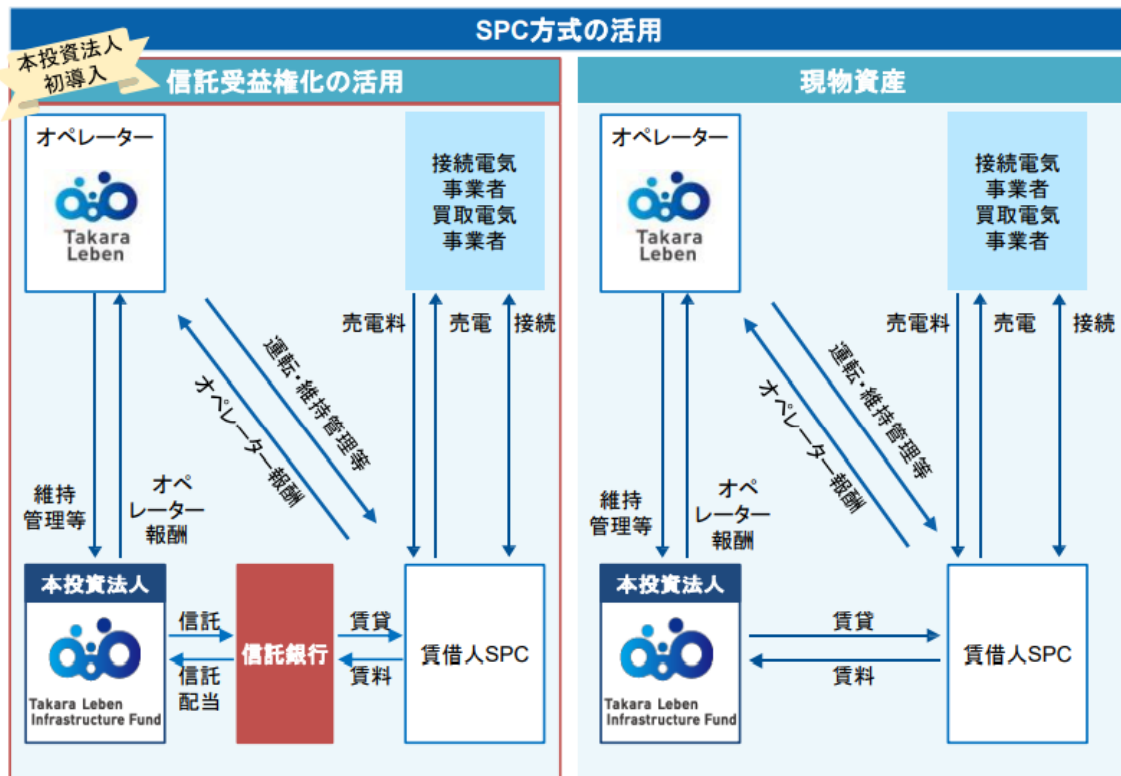 SPC方式の活用
本投資法人
初導入
信託受益権化の活用
オペレーター
Takara
Leben
接続電気
事業者
買取電気
事業者
売電料
売電
接続
運転・維持管理等
オペレーター報酬
維持
管理等
オペ
レーター
報酬
本投資法人
Takara Leben
Infrastructure Fund
信託
信託
配当
信託銀行
賃貸
賃料
賃借人SPC
現物資産
オペレーター
Takara
Leben
接続電気
事業者
買取電気
事業者
売電料
売電
接続
運転・維持管理等
オペレーター報酬
維持
管理等
オペ
レーター
報酬
本投資法人
Takara Leben
Infrastructure Fund
賃貸
賃料
賃借人SPC